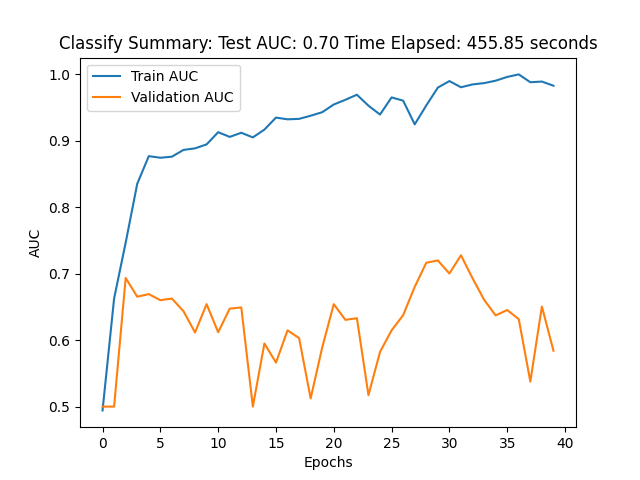 Classify Summary: Test AUC: 0.70 Time Elapsed: 455.85 seconds
Train AUC
Validation AUC
1.0
0.9
0.8
0.7
0.6
0.5
AUC
0 5 10 15 20 25 30 35 40
Epochs